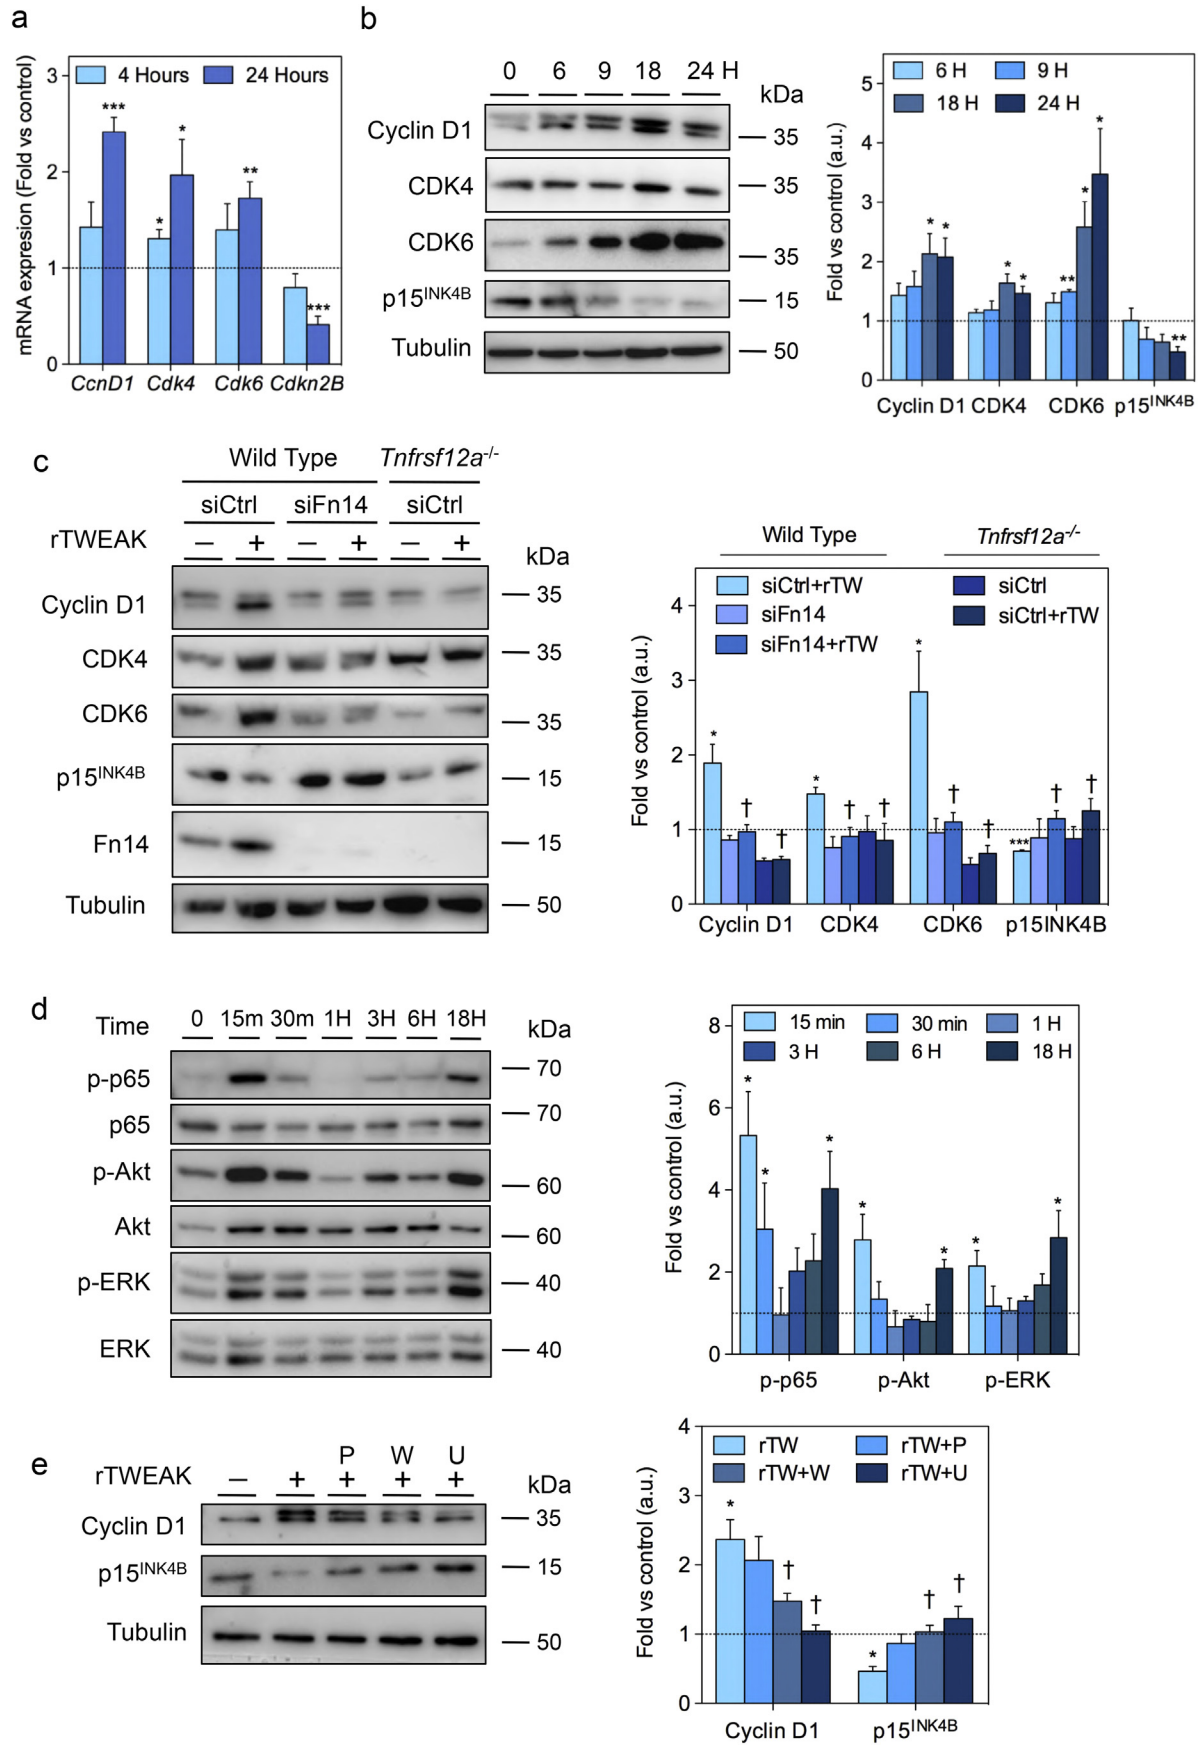 a
mRNA expresion (Fold vs control)
3
2
1
0
4 Hours
24 Hours
***
*
*
**
***
CcnD1 Cdk4 Cdk6 Cdkn2B
b
0 6 9 18 24 H
kDa
Cyclin D1
35
CDK4
35
CDK6
35
p15INK4B
15
Tubulin
50
Fold vs control (a.u.)
5
4
3
2
1
0
6 H
9 H
18 H
24 H
* *
* *
** * *
**
Cyclin D1 CDK4 CDK6 p15INK4B
c
Wild Type Tnfrsf12a-/-
siCtrl siFn14 siCtrl
rTWEAK – + – + – +
kDa
Cyclin D1
35
CDK4
35
CDK6
35
p15INK4B
15
Fn14
15
Tubulin
50
Wild Type Tnfrsf12a-/-
Fold vs control (a.u.)
4
3
2
1
0
siCtrl+rTW
siFn14
siFn14+rTW
siCtrl
siCtrl+rTW
* † †
* † †
* † †
*** † †
Cyclin D1 CDK4 CDK6 p15INK4B
d
Time 0 15m 30m 1H 3H 6H 18H
kDa
p-p65
70
p65
70
p-Akt
60
Akt
60
p-ERK
40
ERK
40
Fold vs control (a.u.)
8
6
4
2
0
15 min
30 min
1 H
3 H
6 H
18 H
* * *
* *
* *
p-p65 p-Akt p-ERK
e
P W U
rTWEAK – + + + +
kDa
Cyclin D1
35
p15INK4B
15
Tubulin
50
Fold vs control (a.u.)
4
3
2
1
0
rTW
rTW+P
rTW+W
rTW+U
* † †
* † †
Cyclin D1 p15INK4B